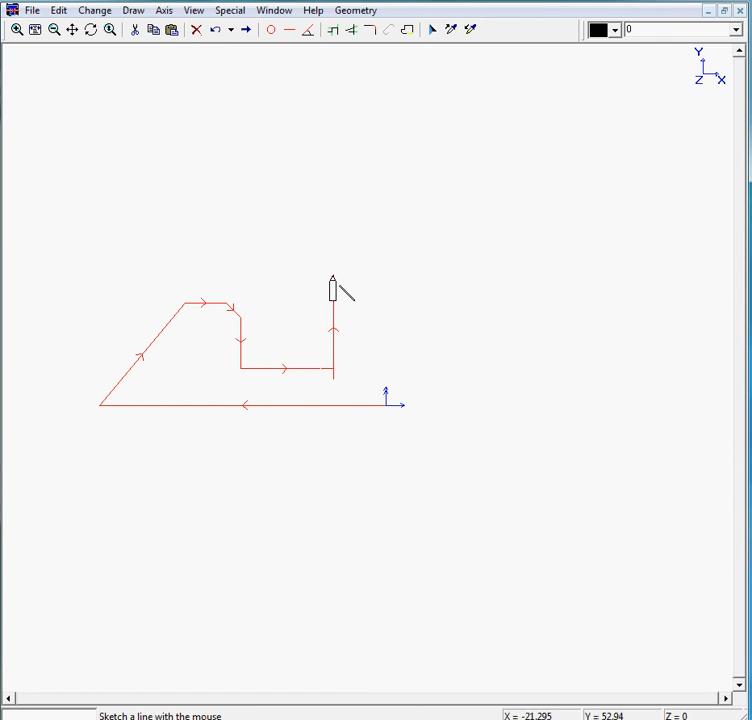 File Edit Change Draw Axis View Special Window Help Geometry
0
Y
Z X
Sketch a line with the mouse X = -21.295 Y = 52.94 Z = 0